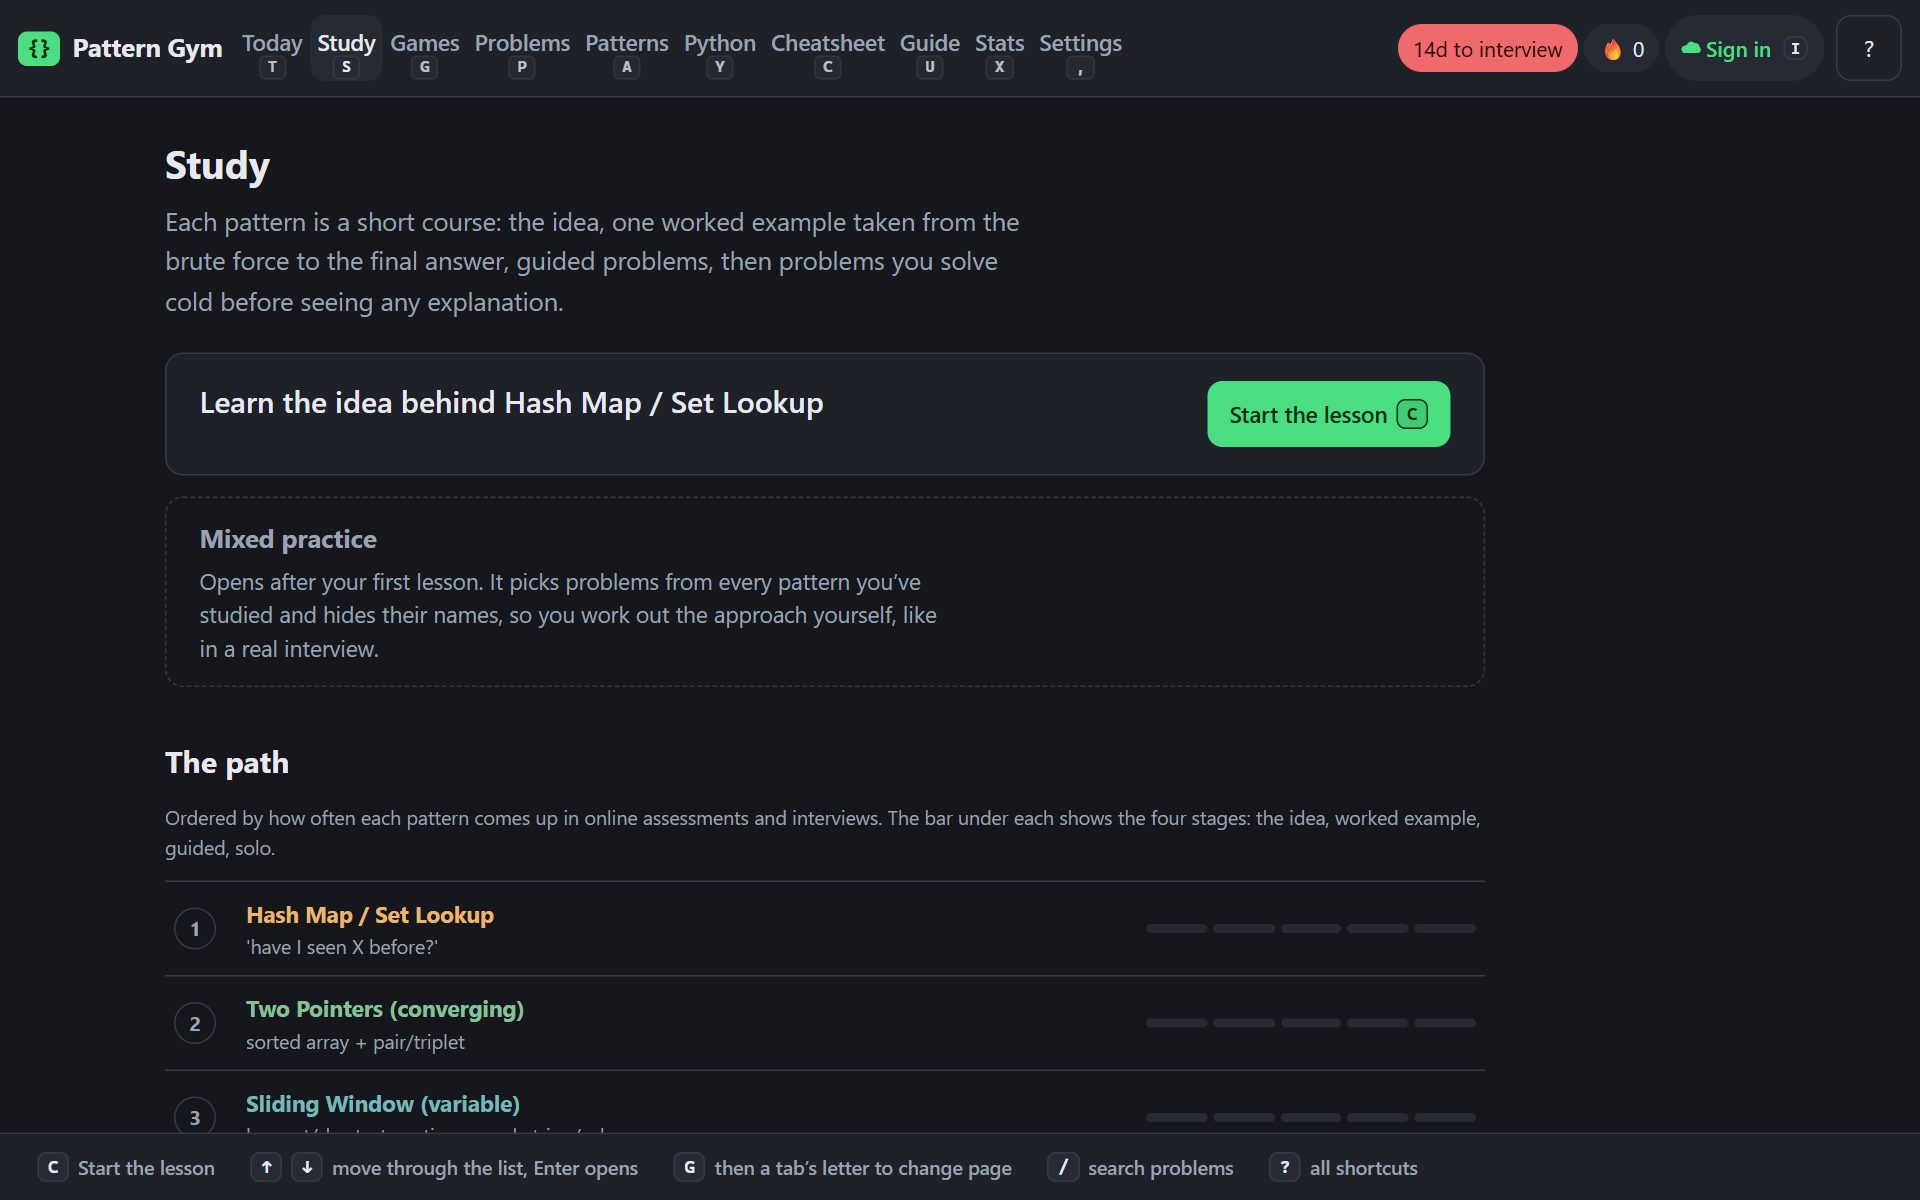 {} Pattern Gym
Today Study Games Problems Patterns Python Cheatsheet Guide Stats Settings
T S G P A Y C U X ,
14d to interview 0 Sign in I ?
Study
Each pattern is a short course: the idea, one worked example taken from the
brute force to the final answer, guided problems, then problems you solve
cold before seeing any explanation.
Learn the idea behind Hash Map / Set Lookup
Start the lesson C
Mixed practice
Opens after your first lesson. It picks problems from every pattern you’ve
studied and hides their names, so you work out the approach yourself, like
in a real interview.
The path
Ordered by how often each pattern comes up in online assessments and interviews. The bar under each shows the four stages: the idea, worked example,
guided, solo.
1 Hash Map / Set Lookup
'have I seen X before?'
2 Two Pointers (converging)
sorted array + pair/triplet
3 Sliding Window (variable)
C Start the lesson ↑ ↓ move through the list, Enter opens G then a tab’s letter to change page / search problems ? all shortcuts